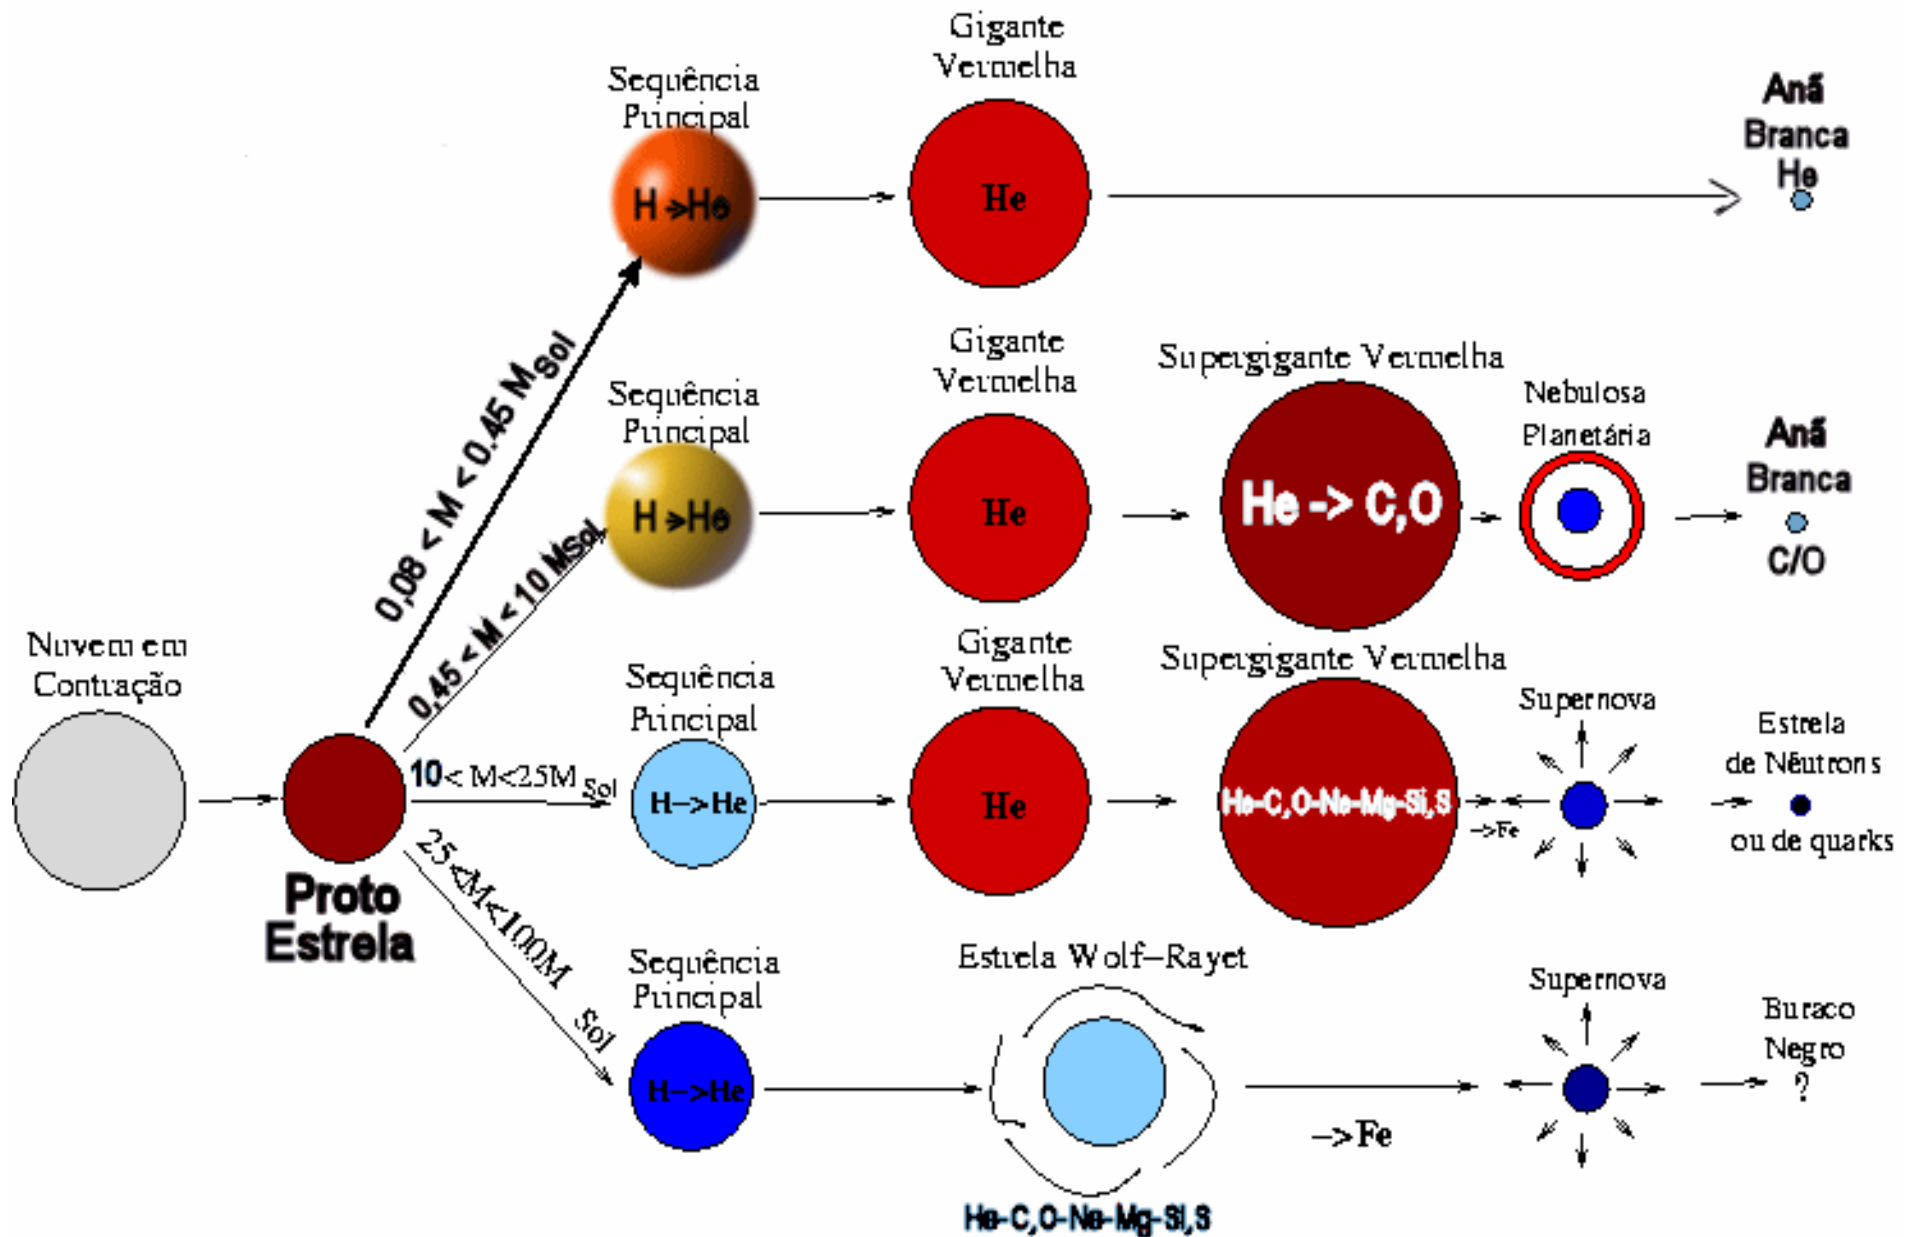 Gigante
Vermelha
Sequência
Principal
H->He
He
Anã
Branca
He
0,08 < M < 0.45 MSol
Gigante
Vermelha
Sequência
Principal
H->He
He
Supergigante Vermelha
He -> C,O
Nebulosa
Planetária
Anã
Branca
C/O
0,45 < M < 10 MSol
Nuvem em
Contração
Proto
Estrela
10< M<25M Sol
Sequência
Principal
H->He
Gigante
Vermelha
He
Supergigante Vermelha
He-C,O-Ne-Mg-Si,S
->Fe
Supernova
Estrela
de Nêutrons
ou de quarks
25<M<100M Sol
Sequência
Principal
H->He
Estrela Wolf-Rayet
He-C,O-Ne-Mg-Si,S
->Fe
Supernova
Buraco
Negro
?